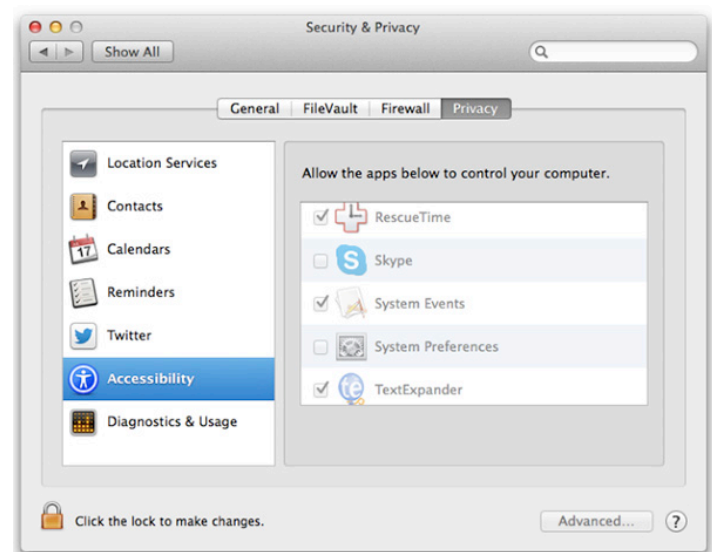 Security & Privacy
Show All
General FileVault Firewall Privacy
Location Services
Contacts
17
Calendars
Reminders
Twitter
Accessibility
Diagnostics & Usage
Allow the apps below to control your computer.
RescueTime
S
Skype
System Events
System Preferences
te
TextExpander
Click the lock to make changes.
Advanced...
?